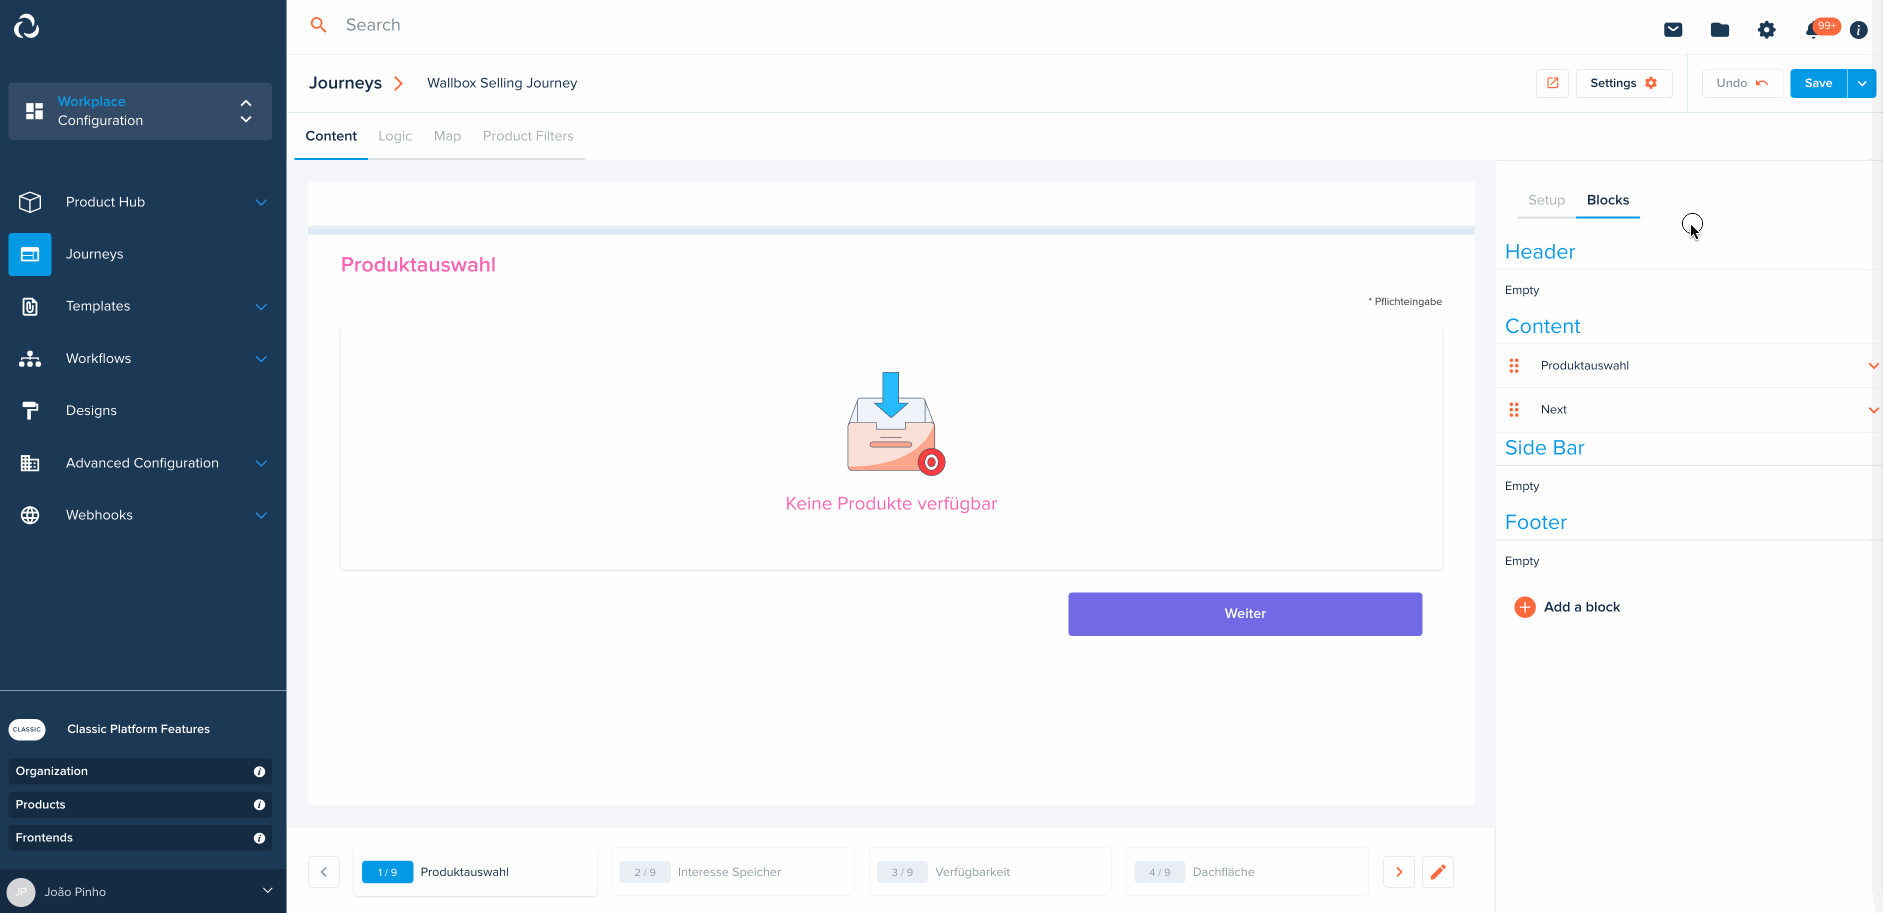 Search
99+
Workplace
Configuration
Journeys
Wallbox Selling Journey
Settings
Undo
Save
Content
Logic
Map
Product Filters
Product Hub
Journeys
Templates
Workflows
Designs
Advanced Configuration
Webhooks
CLASSIC
Classic Platform Features
Organization
Products
Frontends
JP
João Pinho
Produktauswahl
* Pflichteingabe
Keine Produkte verfügbar
Weiter
1 / 9
Produktauswahl
2 / 9
Interesse Speicher
3 / 9
Verfügbarkeit
4 / 9
Dachfläche
Setup
Blocks
Header
Empty
Content
Produktauswahl
Next
Side Bar
Empty
Footer
Empty
Add a block